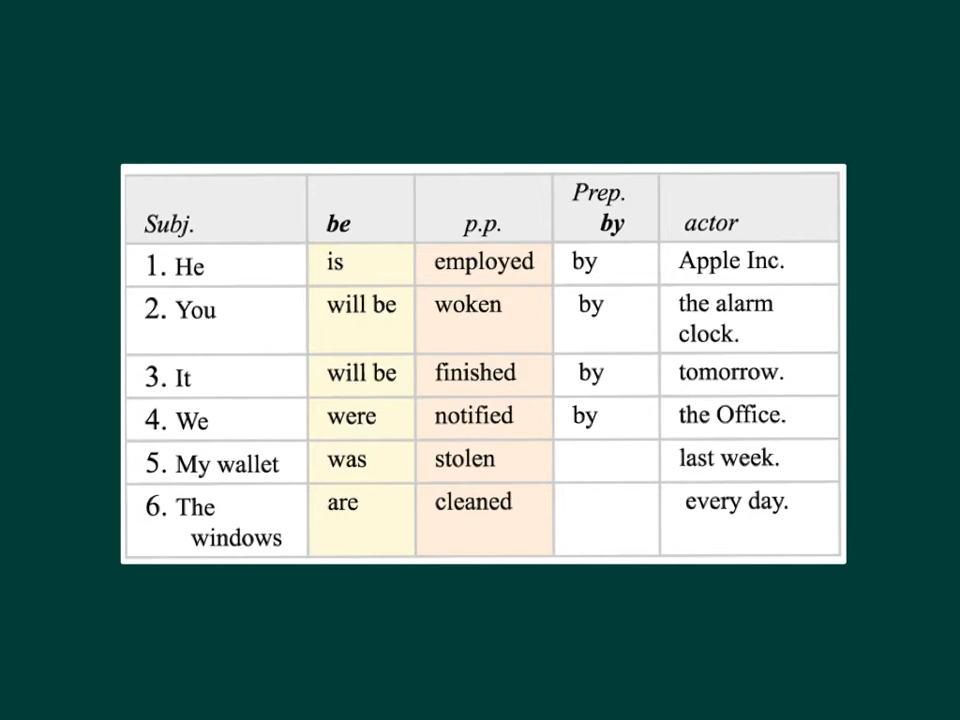 Subj. be p.p. Prep. by actor
1. He is employed by Apple Inc.
2. You will be woken by the alarm clock.
3. It will be finished by tomorrow.
4. We were notified by the Office.
5. My wallet was stolen last week.
6. The windows are cleaned every day.